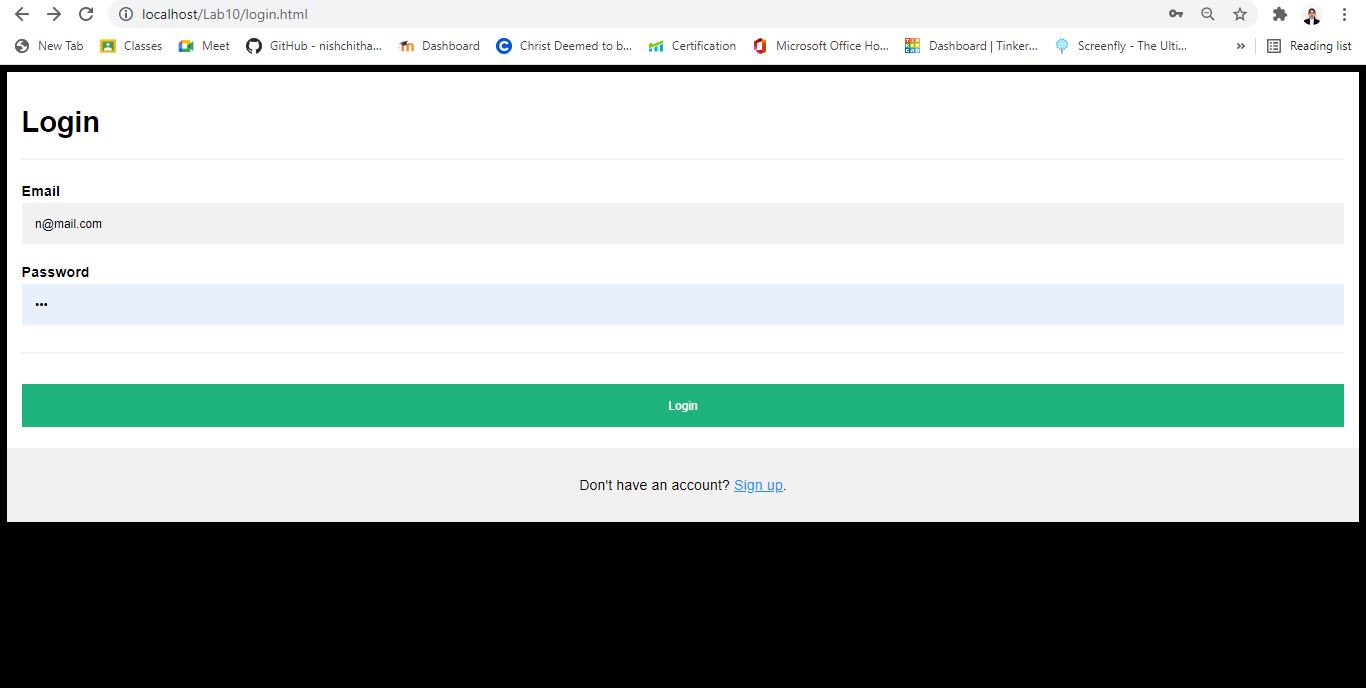 localhost/Lab10/login.html
New Tab Classes Meet GitHub - nishchitha... Dashboard Christ Deemed to b... Certification Microsoft Office Ho... Dashboard | Tinker... Screenfly - The Ulti... » Reading list
Login
Email
n@mail.com
Password
•••
Login
Don't have an account? Sign up.